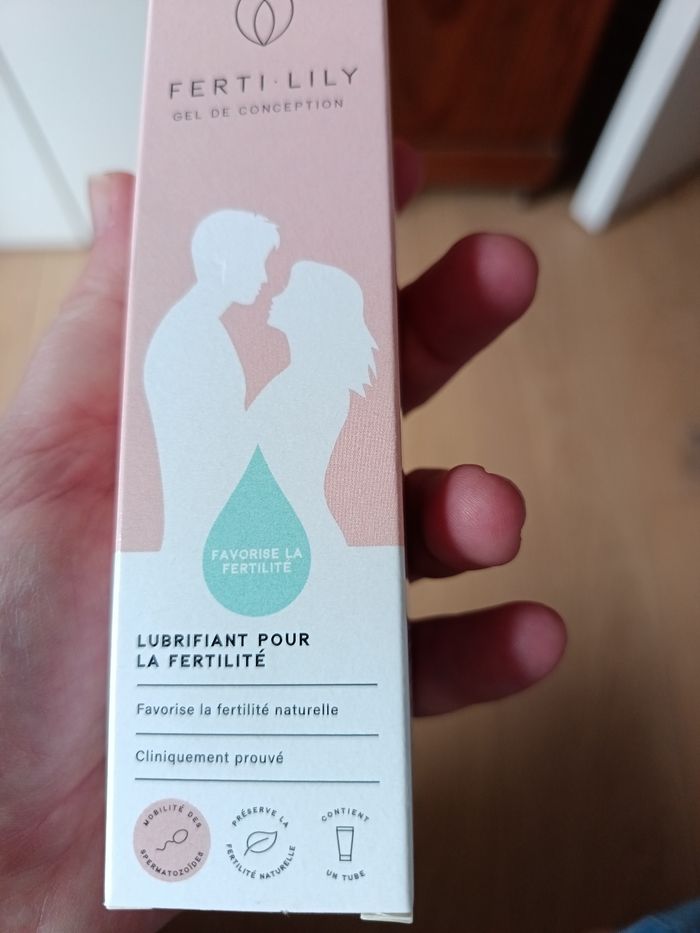 FERTI·LILY
GEL DE CONCEPTION
FAVORISE LA
FERTILITÉ
LUBRIFIANT POUR
LA FERTILITÉ
Favorise la fertilité naturelle
Cliniquement prouvé
MOBILITÉ DES
SPERMATOZOÏDES
PRÉSERVE LA
FERTILITÉ NATURELLE
CONTIENT
UN TUBE